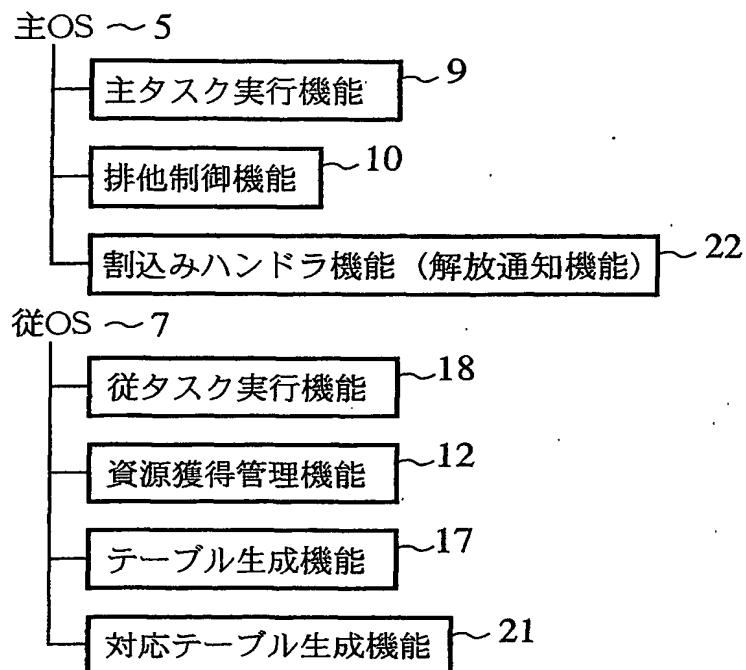 主OS ～5
主タスク実行機能 ～9
排他制御機能 ～10
割込みハンドラ機能（解放通知機能） ～22
従OS ～7
従タスク実行機能 ～18
資源獲得管理機能 ～12
テーブル生成機能 ～17
対応テーブル生成機能 ～21